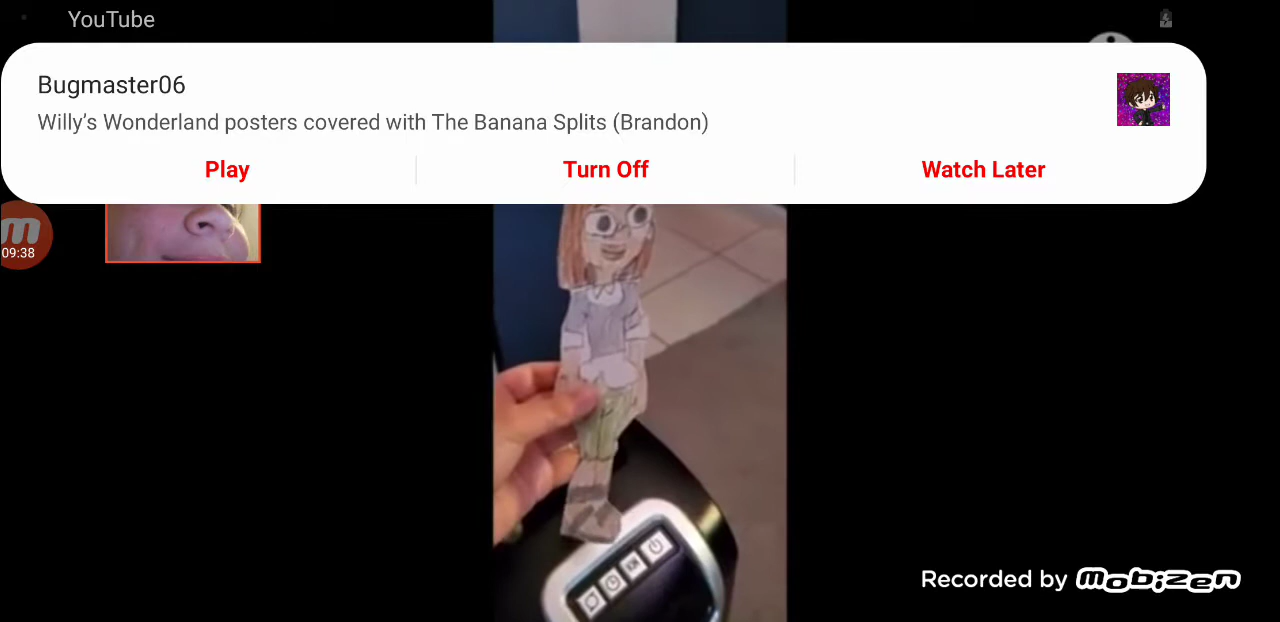 YouTube
Bugmaster06
Willy's Wonderland posters covered with The Banana Splits (Brandon)
Play
Turn Off
Watch Later
09:38
Recorded by mobizen